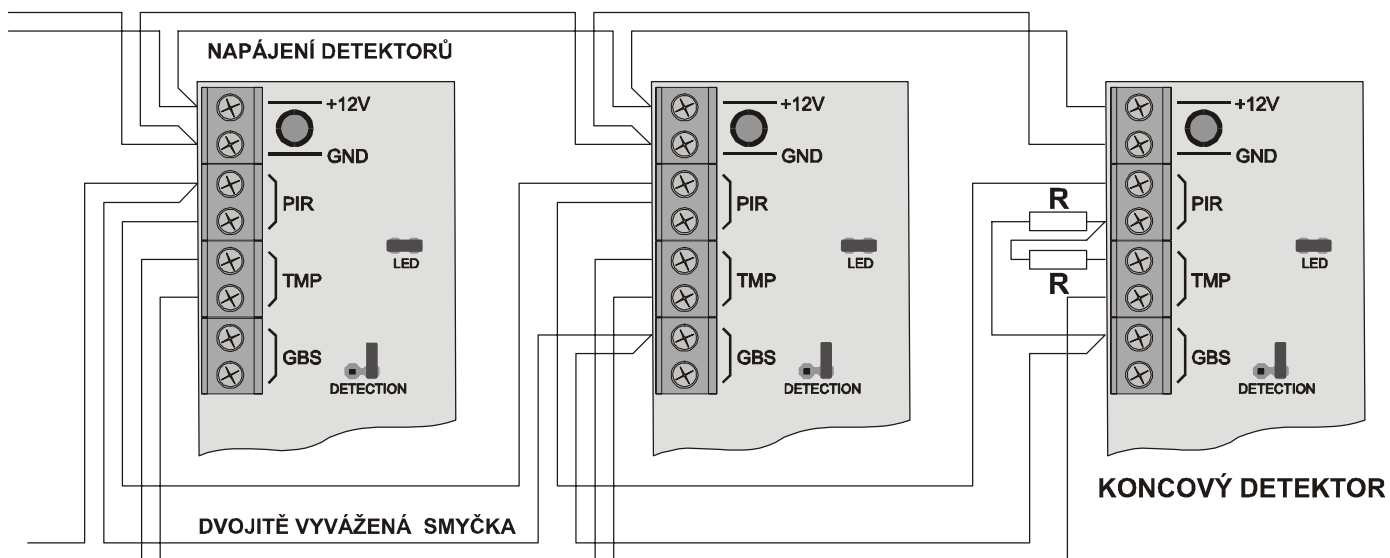 NAPÁJENÍ DETEKTORŮ
+12V
GND
PIR
TMP
LED
GBS
DETECTION
+12V
GND
PIR
TMP
LED
GBS
DETECTION
+12V
GND
R
PIR
TMP
R
LED
GBS
DETECTION
KONCOVÝ DETEKTOR
DVOJITĚ VYVÁŽENÁ SMYČKA